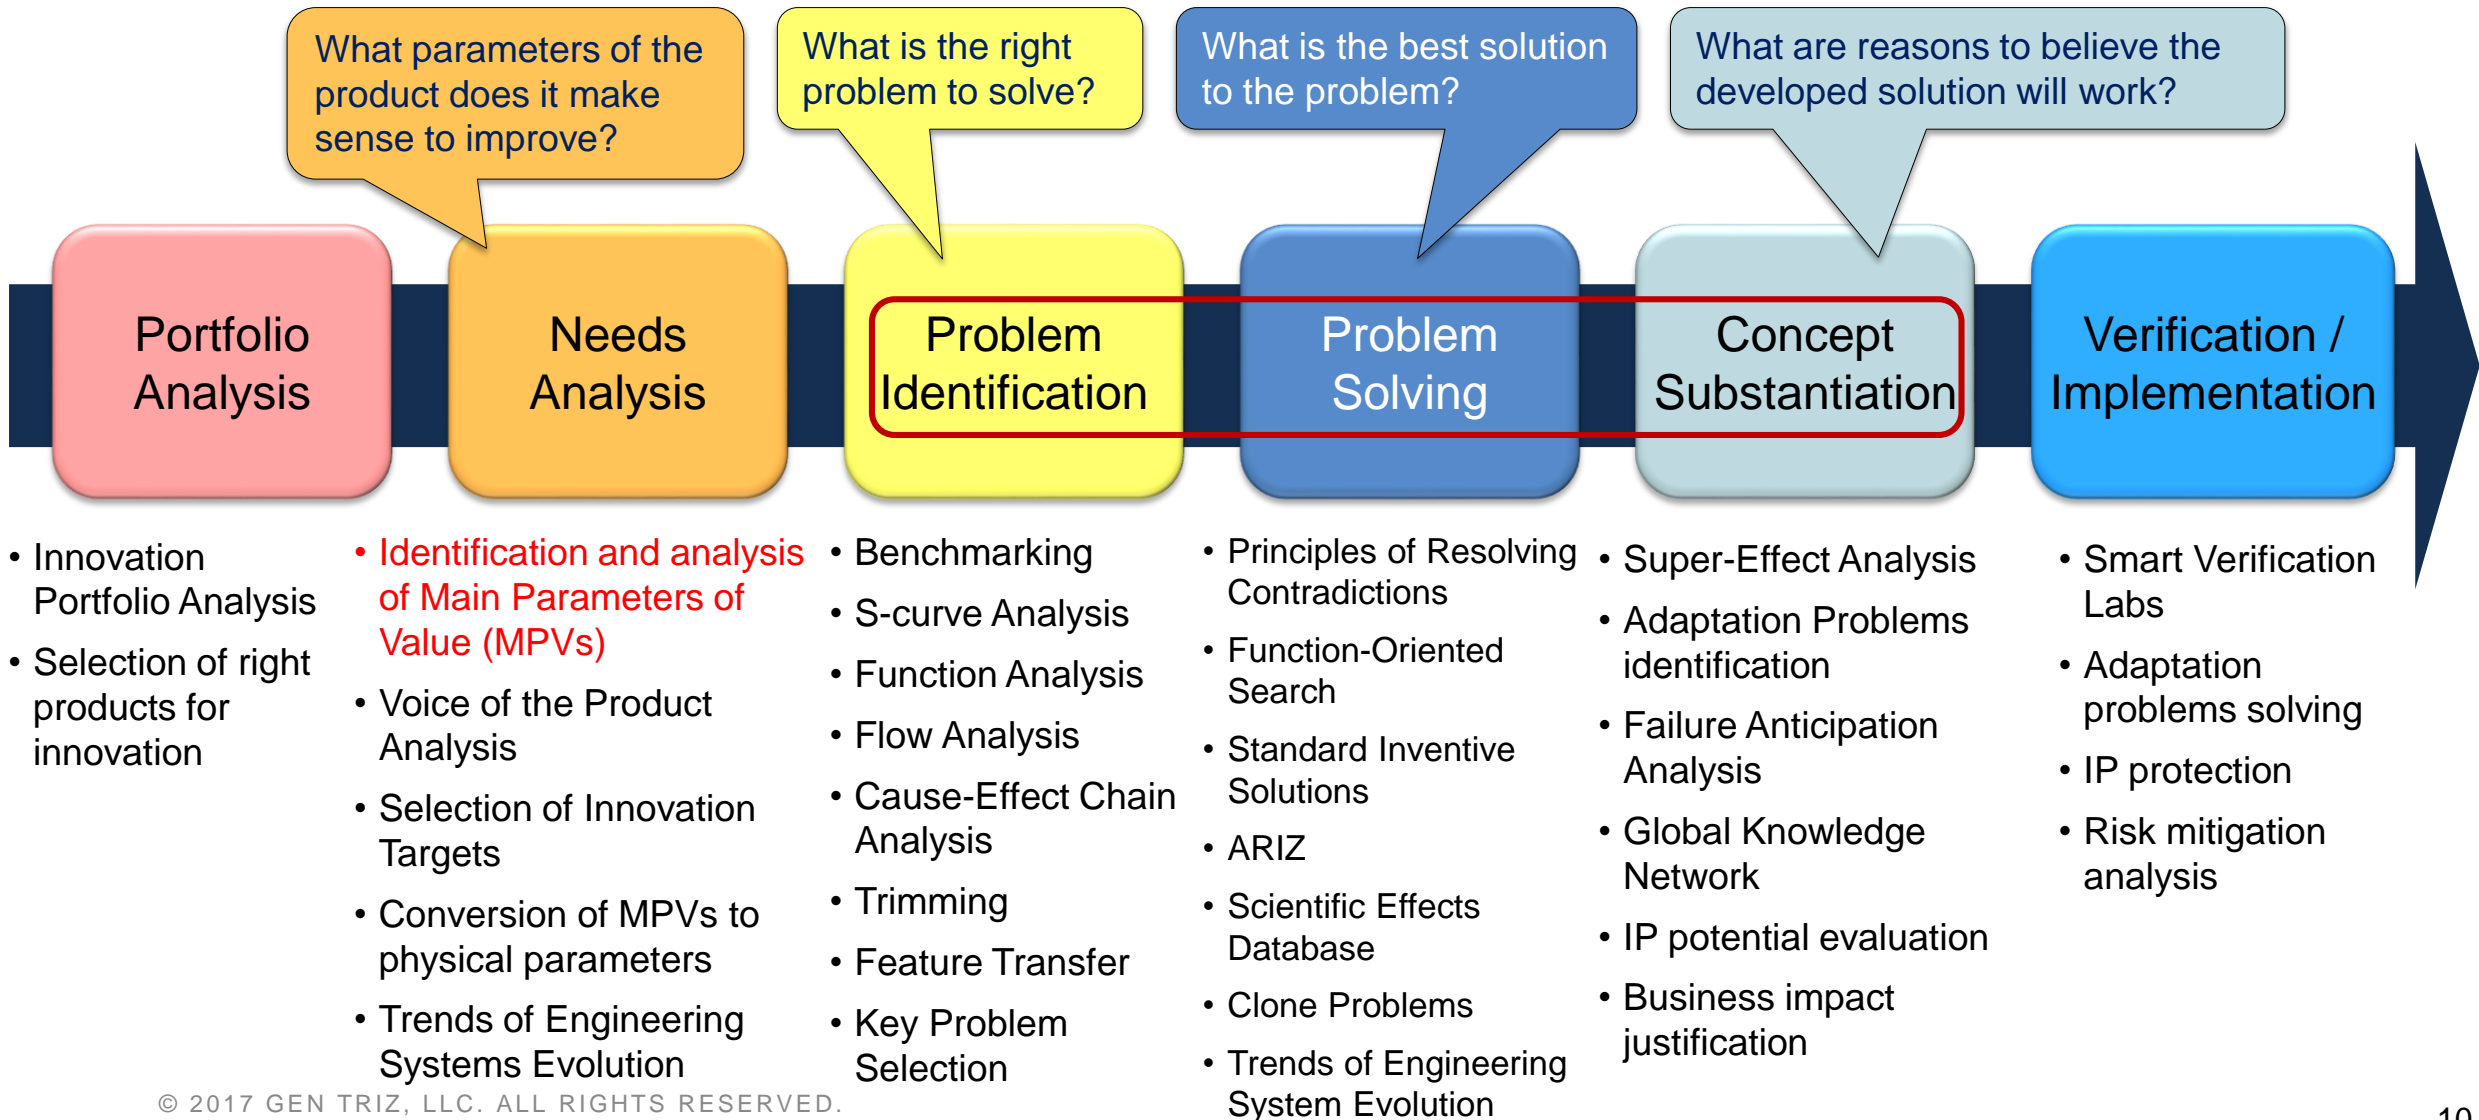 What parameters of the
product does it make
sense to improve?
What is the right
problem to solve?
What is the best solution
to the problem?
What are reasons to believe the
developed solution will work?
Portfolio
Analysis
Needs
Analysis
Problem
Identification
Problem
Solving
Concept
Substantiation
Verification /
Implementation
• Innovation
Portfolio Analysis
• Selection of right
products for
innovation
• Identification and analysis
of Main Parameters of
Value (MPVs)
• Voice of the Product
Analysis
• Selection of Innovation
Targets
• Conversion of MPVs to
physical parameters
• Trends of Engineering
Systems Evolution
• Benchmarking
• S-curve Analysis
• Function Analysis
• Flow Analysis
• Cause-Effect Chain
Analysis
• Trimming
• Feature Transfer
• Key Problem
Selection
• Principles of Resolving
Contradictions
• Function-Oriented
Search
• Standard Inventive
Solutions
• ARIZ
• Scientific Effects
Database
• Clone Problems
• Trends of Engineering
System Evolution
• Super-Effect Analysis
• Adaptation Problems
identification
• Failure Anticipation
Analysis
• Global Knowledge
Network
• IP potential evaluation
• Business impact
justification
• Smart Verification
Labs
• Adaptation
problems solving
• IP protection
• Risk mitigation
analysis
© 2017 GEN TRIZ, LLC. ALL RIGHTS RESERVED.
10